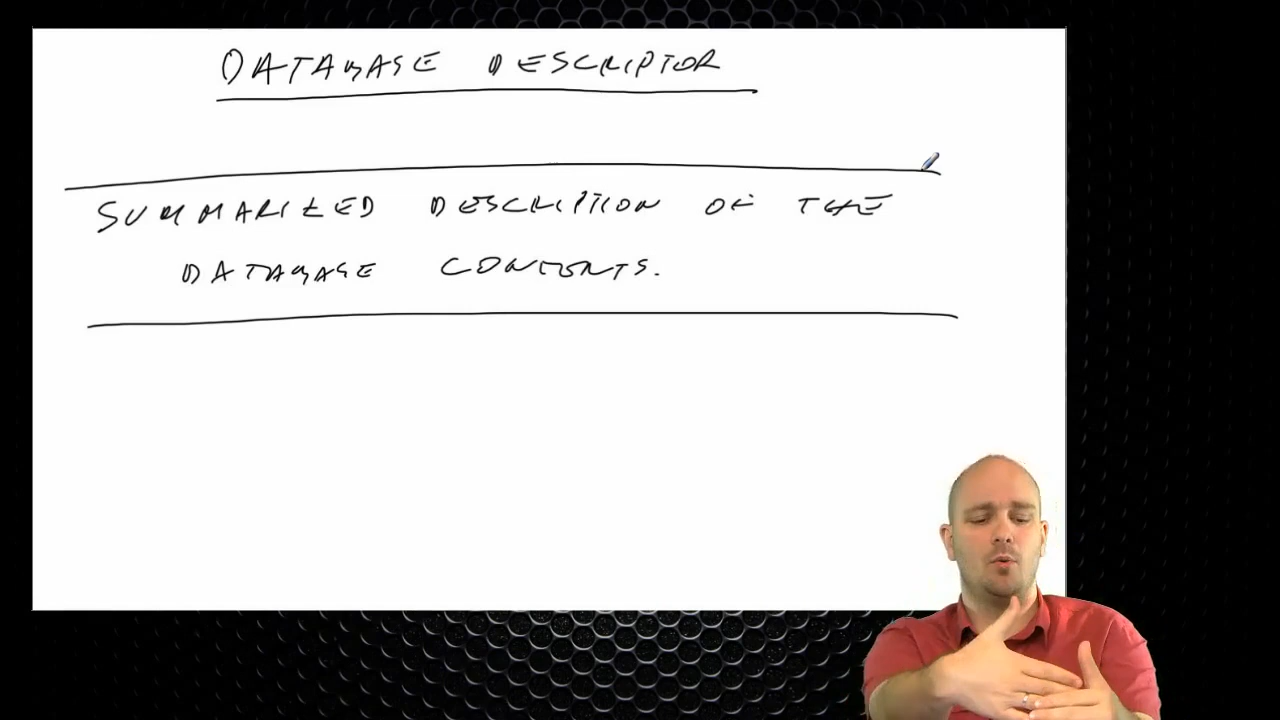 DATABASE DESCRIPTOR
SUMMARIZED DESCRIPTION OF THE
DATABASE CONTENTS.